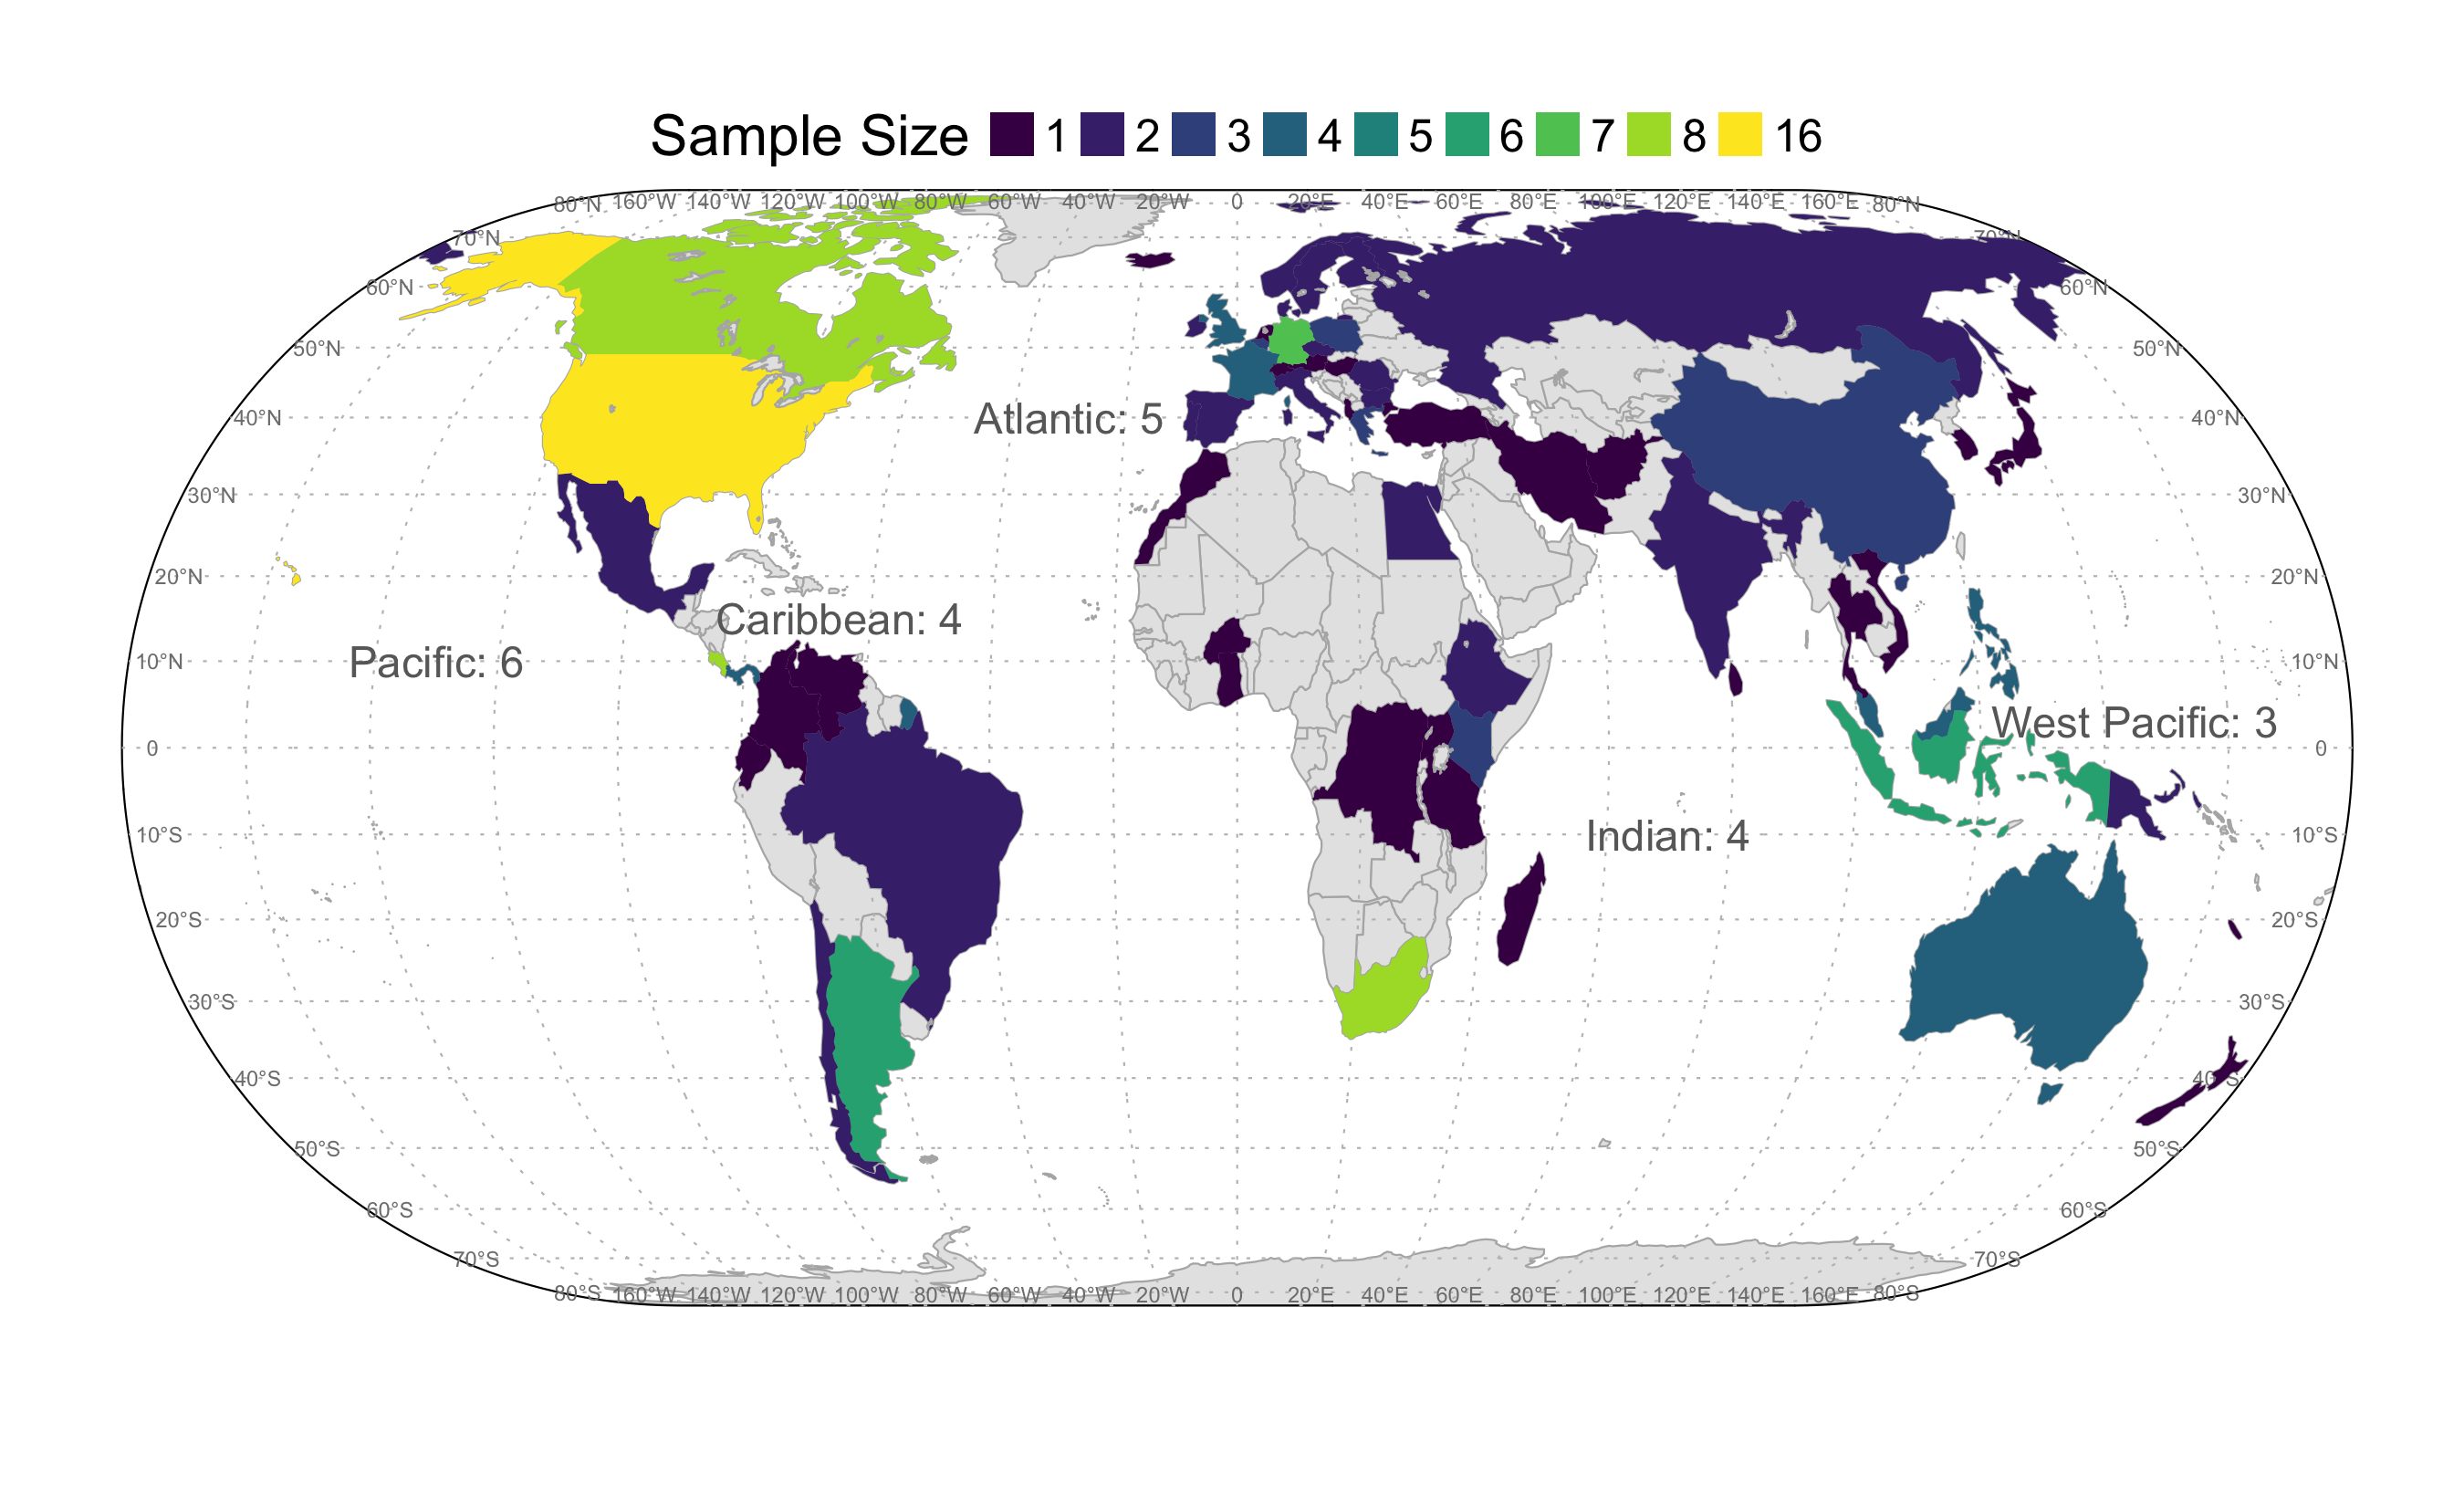 Sample Size 1 2 3 4 5 6 7 8 16
80°N 160°W 140°W 120°W 100°W 80°W 60°W 40°W 20°W 0 20°E 40°E 60°E 80°E 100°E 120°E 140°E 160°E 80°N
70°N 70°N
60°N 60°N
50°N 50°N
40°N Atlantic: 5 40°N
30°N 30°N
20°N 20°N
Caribbean: 4
Pacific: 6
10°N 10°N
West Pacific: 3
0 0
Indian: 4
10°S 10°S
20°S 20°S
30°S 30°S
40°S 40°S
50°S 50°S
60°S 60°S
70°S 70°S
80°S 160°W 140°W 120°W 100°W 80°W 60°W 40°W 20°W 0 20°E 40°E 60°E 80°E 100°E 120°E 140°E 160°E 80°S